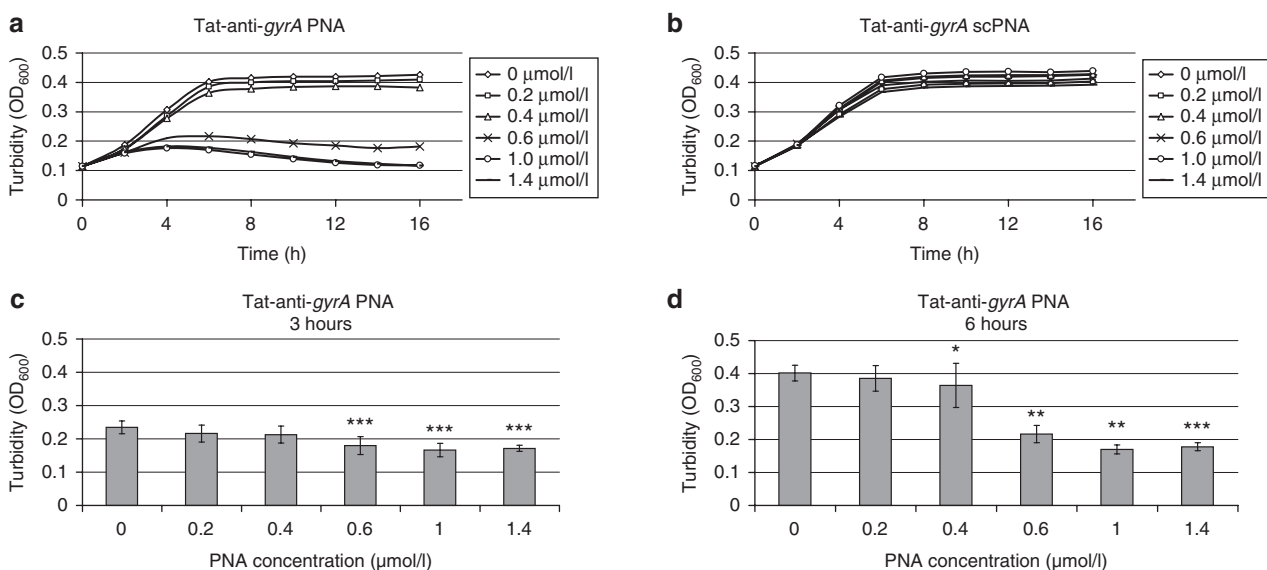 a
Tat-anti-gyrA PNA
Turbidity (OD600)
0.5
0.4
0.3
0.2
0.1
0
0 4 8 12 16
Time (h)
0 µmol/l
0.2 µmol/l
0.4 µmol/l
0.6 µmol/l
1.0 µmol/l
1.4 µmol/l
b
Tat-anti-gyrA scPNA
Turbidity (OD600)
0.5
0.4
0.3
0.2
0.1
0
0 4 8 12 16
Time (h)
0 µmol/l
0.2 µmol/l
0.4 µmol/l
0.6 µmol/l
1.0 µmol/l
1.4 µmol/l
c
Tat-anti-gyrA PNA
3 hours
Turbidity (OD600)
0.5
0.4
0.3
0.2
0.1
0
*** *** ***
0 0.2 0.4 0.6 1 1.4
PNA concentration (µmol/l)
d
Tat-anti-gyrA PNA
6 hours
Turbidity (OD600)
0.5
0.4
0.3
0.2
0.1
0
* ** ** ***
0 0.2 0.4 0.6 1 1.4
PNA concentration (µmol/l)